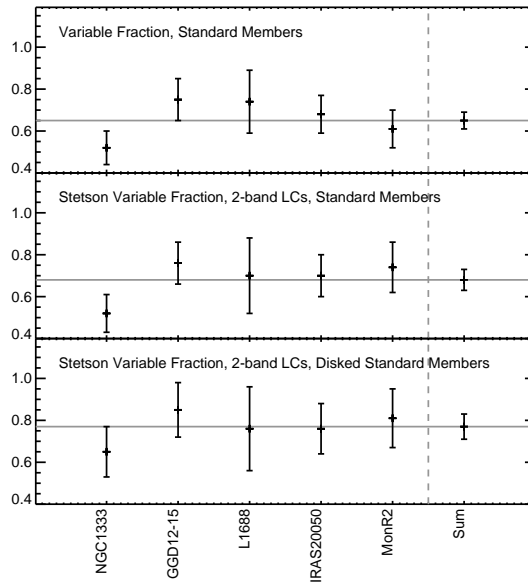 Variable Fraction, Standard Members
1.0
0.8
0.6
0.4
Stetson Variable Fraction, 2-band LCs, Standard Members
1.0
0.8
0.6
0.4
Stetson Variable Fraction, 2-band LCs, Disked Standard Members
1.0
0.8
0.6
0.4
NGC1333
GGD12-15
L1688
IRAS20050
MonR2
Sum